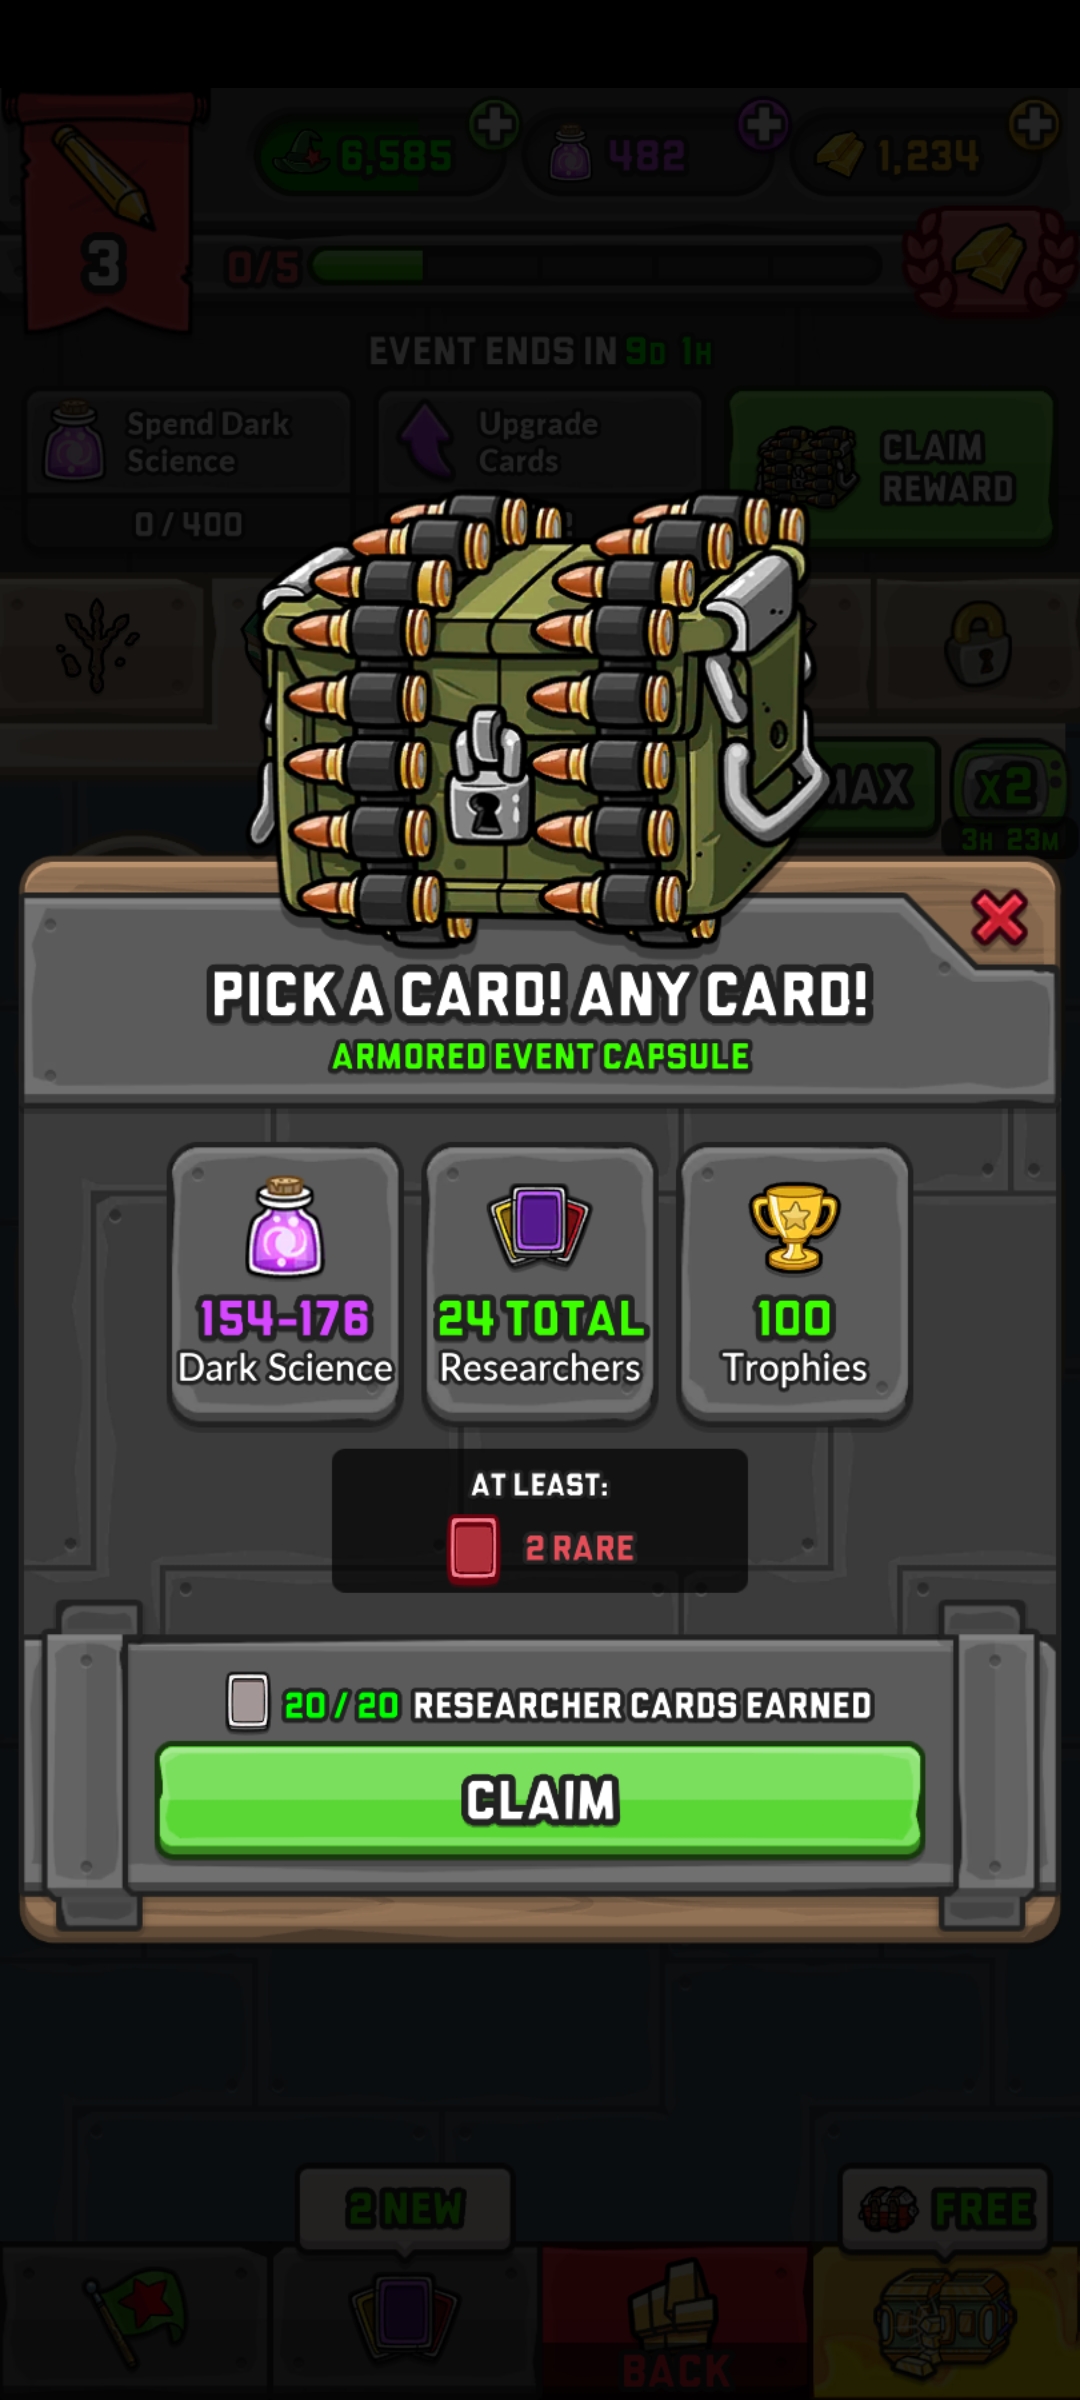 6,585
482
1,234
3
0/5
EVENT ENDS IN 9D 1H
Spend Dark
Science
0 / 400
Upgrade
Cards
CLAIM
REWARD
MAX
x2
3H 23M
PICK A CARD! ANY CARD!
ARMORED EVENT CAPSULE
154-176
Dark Science
24 TOTAL
Researchers
100
Trophies
AT LEAST:
2 RARE
20 / 20 RESEARCHER CARDS EARNED
CLAIM
2 NEW
FREE
BACK